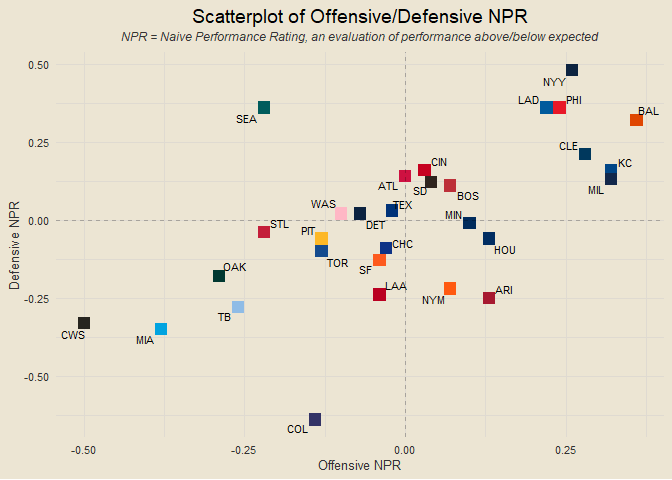 Scatterplot of Offensive/Defensive NPR
NPR = Naive Performance Rating, an evaluation of performance above/below expected
0.50
NYY
LAD
PHI
BAL
SEA
0.25
CLE
CIN
KC
ATL
SD
BOS
MIL
WAS
DET
TEX
MIN
0.00
STL
PIT
CHC
HOU
TOR
SF
OAK
LAA
ARI
NYM
-0.25
TB
CWS
MIA
-0.50
COL
Defensive NPR
-0.50
-0.25
0.00
0.25
Offensive NPR